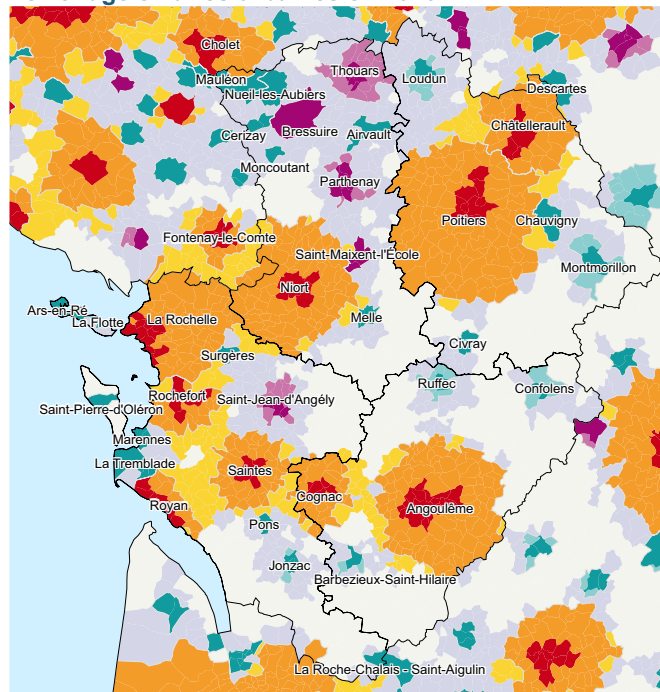 Cholet
Thouars
Mauléon
Loudun
Nueil-les-Aubiers
Descartes
Bressuire
Châtellerault
Cerizay
Airvault
Moncoutant
Parthenay
Poitiers
Chauvigny
Fontenay-le-Comte
Saint-Maixent-l'École
Montmorillon
Niort
Ars-en-Ré
La Flotte
La Rochelle
Melle
Surgères
Civray
Ruffec
Confolens
Rochefort
Saint-Jean-d'Angély
Saint-Pierre-d'Oléron
Marennes
La Tremblade
Saintes
Cognac
Royan
Angoulême
Pons
Jonzac
Barbezieux-Saint-Hilaire
La Roche-Chalais - Saint-Aigulin